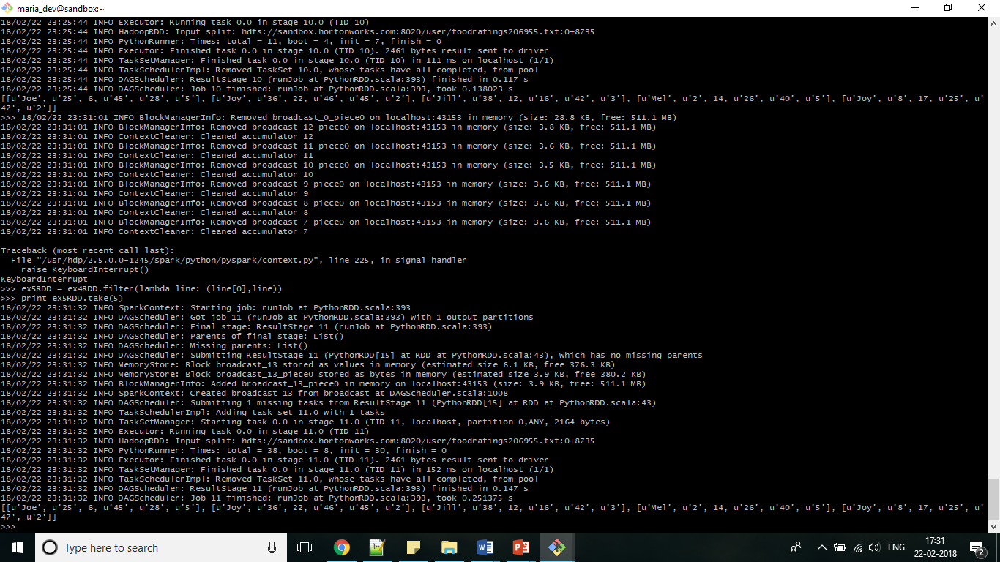 maria_dev@sandbox:~
18/02/22 23:25:44 INFO Executor: Running task 0.0 in stage 10.0 (TID 10)
18/02/22 23:25:44 INFO HadoopRDD: Input split: hdfs://sandbox.hortonworks.com:8020/user/foodratings206955.txt:0+8735
18/02/22 23:25:44 INFO PythonRunner: Times: total = 11, boot = 4, init = 7, finish = 0
18/02/22 23:25:44 INFO Executor: Finished task 0.0 in stage 10.0 (TID 10). 2461 bytes result sent to driver
18/02/22 23:25:44 INFO TaskSetManager: Finished task 0.0 in stage 10.0 (TID 10) in 111 ms on localhost (1/1)
18/02/22 23:25:44 INFO TaskSchedulerImpl: Removed TaskSet 10.0, whose tasks have all completed, from pool
18/02/22 23:25:44 INFO DAGScheduler: ResultStage 10 (runJob at PythonRDD.scala:393) finished in 0.117 s
18/02/22 23:25:44 INFO DAGScheduler: Job 10 finished: runJob at PythonRDD.scala:393, took 0.138023 s
[[u'Joe', u'25', 6, u'45', u'28', u'5'], [u'Joy', u'36', 22, u'46', u'45', u'2'], [u'Jill', u'38', 12, u'16', u'42', u'3'], [u'Mel', u'2', 14, u'26', u'40', u'5'], [u'Joy', u'8', 17, u'25', u'
47', u'2']]
>>> 18/02/22 23:31:01 INFO BlockManagerInfo: Removed broadcast_0_piece0 on localhost:43153 in memory (size: 28.8 KB, free: 511.1 MB)
18/02/22 23:31:01 INFO BlockManagerInfo: Removed broadcast_12_piece0 on localhost:43153 in memory (size: 3.8 KB, free: 511.1 MB)
18/02/22 23:31:01 INFO ContextCleaner: Cleaned accumulator 12
18/02/22 23:31:01 INFO BlockManagerInfo: Removed broadcast_11_piece0 on localhost:43153 in memory (size: 3.6 KB, free: 511.1 MB)
18/02/22 23:31:01 INFO ContextCleaner: Cleaned accumulator 11
18/02/22 23:31:01 INFO BlockManagerInfo: Removed broadcast_10_piece0 on localhost:43153 in memory (size: 3.5 KB, free: 511.1 MB)
18/02/22 23:31:01 INFO ContextCleaner: Cleaned accumulator 10
18/02/22 23:31:01 INFO BlockManagerInfo: Removed broadcast_9_piece0 on localhost:43153 in memory (size: 3.6 KB, free: 511.1 MB)
18/02/22 23:31:01 INFO ContextCleaner: Cleaned accumulator 9
18/02/22 23:31:01 INFO BlockManagerInfo: Removed broadcast_8_piece0 on localhost:43153 in memory (size: 3.6 KB, free: 511.1 MB)
18/02/22 23:31:01 INFO ContextCleaner: Cleaned accumulator 8
18/02/22 23:31:01 INFO BlockManagerInfo: Removed broadcast_7_piece0 on localhost:43153 in memory (size: 3.6 KB, free: 511.1 MB)
18/02/22 23:31:01 INFO ContextCleaner: Cleaned accumulator 7
Traceback (most recent call last):
File "/usr/hdp/2.5.0.0-1245/spark/python/pyspark/context.py", line 225, in signal_handler
raise KeyboardInterrupt()
KeyboardInterrupt
>>> ex5RDD = ex4RDD.filter(lambda line: (line[0],line))
>>> print ex5RDD.take(5)
18/02/22 23:31:32 INFO SparkContext: Starting job: runJob at PythonRDD.scala:393
18/02/22 23:31:32 INFO DAGScheduler: Got job 11 (runJob at PythonRDD.scala:393) with 1 output partitions
18/02/22 23:31:32 INFO DAGScheduler: Final stage: ResultStage 11 (runJob at PythonRDD.scala:393)
18/02/22 23:31:32 INFO DAGScheduler: Parents of final stage: List()
18/02/22 23:31:32 INFO DAGScheduler: Missing parents: List()
18/02/22 23:31:32 INFO DAGScheduler: Submitting ResultStage 11 (PythonRDD[15] at RDD at PythonRDD.scala:43), which has no missing parents
18/02/22 23:31:32 INFO MemoryStore: Block broadcast_13 stored as values in memory (estimated size 6.1 KB, free 376.3 KB)
18/02/22 23:31:32 INFO MemoryStore: Block broadcast_13_piece0 stored as bytes in memory (estimated size 3.9 KB, free 380.2 KB)
18/02/22 23:31:32 INFO BlockManagerInfo: Added broadcast_13_piece0 in memory on localhost:43153 (size: 3.9 KB, free: 511.1 MB)
18/02/22 23:31:32 INFO SparkContext: Created broadcast 13 from broadcast at DAGScheduler.scala:1008
18/02/22 23:31:32 INFO DAGScheduler: Submitting 1 missing tasks from ResultStage 11 (PythonRDD[15] at RDD at PythonRDD.scala:43)
18/02/22 23:31:32 INFO TaskSchedulerImpl: Adding task set 11.0 with 1 tasks
18/02/22 23:31:32 INFO TaskSetManager: Starting task 0.0 in stage 11.0 (TID 11, localhost, partition 0,ANY, 2164 bytes)
18/02/22 23:31:32 INFO Executor: Running task 0.0 in stage 11.0 (TID 11)
18/02/22 23:31:32 INFO HadoopRDD: Input split: hdfs://sandbox.hortonworks.com:8020/user/foodratings206955.txt:0+8735
18/02/22 23:31:32 INFO PythonRunner: Times: total = 38, boot = 8, init = 30, finish = 0
18/02/22 23:31:32 INFO Executor: Finished task 0.0 in stage 11.0 (TID 11). 2461 bytes result sent to driver
18/02/22 23:31:32 INFO TaskSetManager: Finished task 0.0 in stage 11.0 (TID 11) in 152 ms on localhost (1/1)
18/02/22 23:31:32 INFO TaskSchedulerImpl: Removed TaskSet 11.0, whose tasks have all completed, from pool
18/02/22 23:31:32 INFO DAGScheduler: ResultStage 11 (runJob at PythonRDD.scala:393) finished in 0.147 s
18/02/22 23:31:32 INFO DAGScheduler: Job 11 finished: runJob at PythonRDD.scala:393, took 0.251375 s
[[u'Joe', u'25', 6, u'45', u'28', u'5'], [u'Joy', u'36', 22, u'46', u'45', u'2'], [u'Jill', u'38', 12, u'16', u'42', u'3'], [u'Mel', u'2', 14, u'26', u'40', u'5'], [u'Joy', u'8', 17, u'25', u'
47', u'2']]
>>>
Type here to search
ENG
17:31
22-02-2018
2